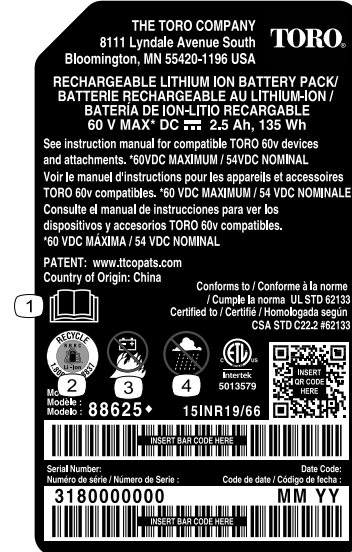 THE TORO COMPANY
8111 Lyndale Avenue South
Bloomington, MN 55420-1196 USA
TORO.
RECHARGEABLE LITHIUM ION BATTERY PACK/
BATTERIE RECHARGEABLE AU LITHIUM-ION /
BATERÍA DE ION-LITIO RECARGABLE
60 V MAX* DC 2.5 Ah, 135 Wh
See instruction manual for compatible TORO 60v devices
and attachments. *60VDC MAXIMUM / 54VDC NOMINAL
Voir le manuel d'instructions pour les appareils et accessoires
TORO 60v compatibles. *60 VDC MAXIMUM / 54 VDC NOMINALE
Consulte el manual de instrucciones para ver los
dispositivos y accesorios TORO 60v compatibles.
*60 VDC MÁXIMA / 54 VDC NOMINAL
PATENT: www.ttcopats.com
Country of Origin: China
Conforms to / Conforme à la norme
/ Cumple la norma UL STD 62133
Certified to / Certifié / Homologada según
CSA STD C22.2 #62133
1
RECYCLE
RBRC
Li-ion
2
3
4
c ETL us
Intertek
5013579
INSERT
QR CODE
HERE
Modèle :
Modelo : 88625 15INR19/66
INSERT BAR CODE HERE
Serial Number: Date Code:
Numéro de série / Número de Serie : Code de date / Código de fecha :
3180000000 MM YY
INSERT BAR CODE HERE